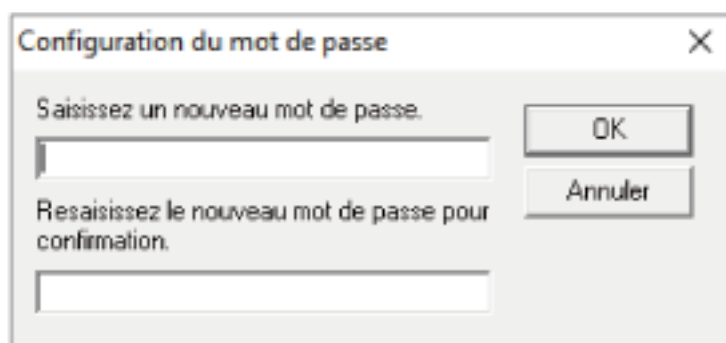 Configuration du mot de passe
Saisissez un nouveau mot de passe.
OK
Annuler
Resaisissez le nouveau mot de passe pour
confirmation.